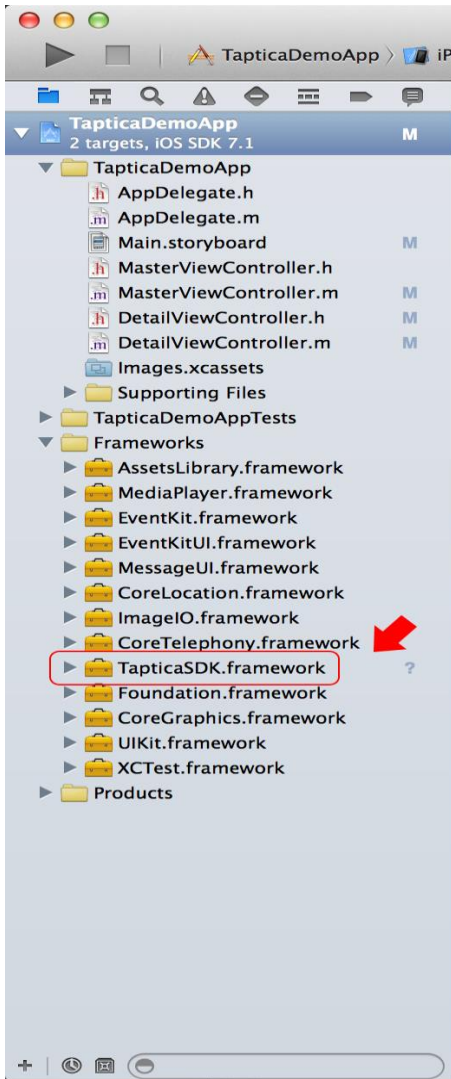 TapticaDemoApp iP
TapticaDemoApp M
2 targets, iOS SDK 7.1
TapticaDemoApp
.h AppDelegate.h
.m AppDelegate.m
Main.storyboard M
.h MasterViewController.h
.m MasterViewController.m M
.h DetailViewController.h M
.m DetailViewController.m M
Images.xcassets
Supporting Files
TapticaDemoAppTests
Frameworks
AssetsLibrary.framework
MediaPlayer.framework
EventKit.framework
EventKitUI.framework
MessageUI.framework
CoreLocation.framework
ImageIO.framework
CoreTelephony.framework
TapticaSDK.framework ?
Foundation.framework
CoreGraphics.framework
UIKit.framework
XCTest.framework
Products